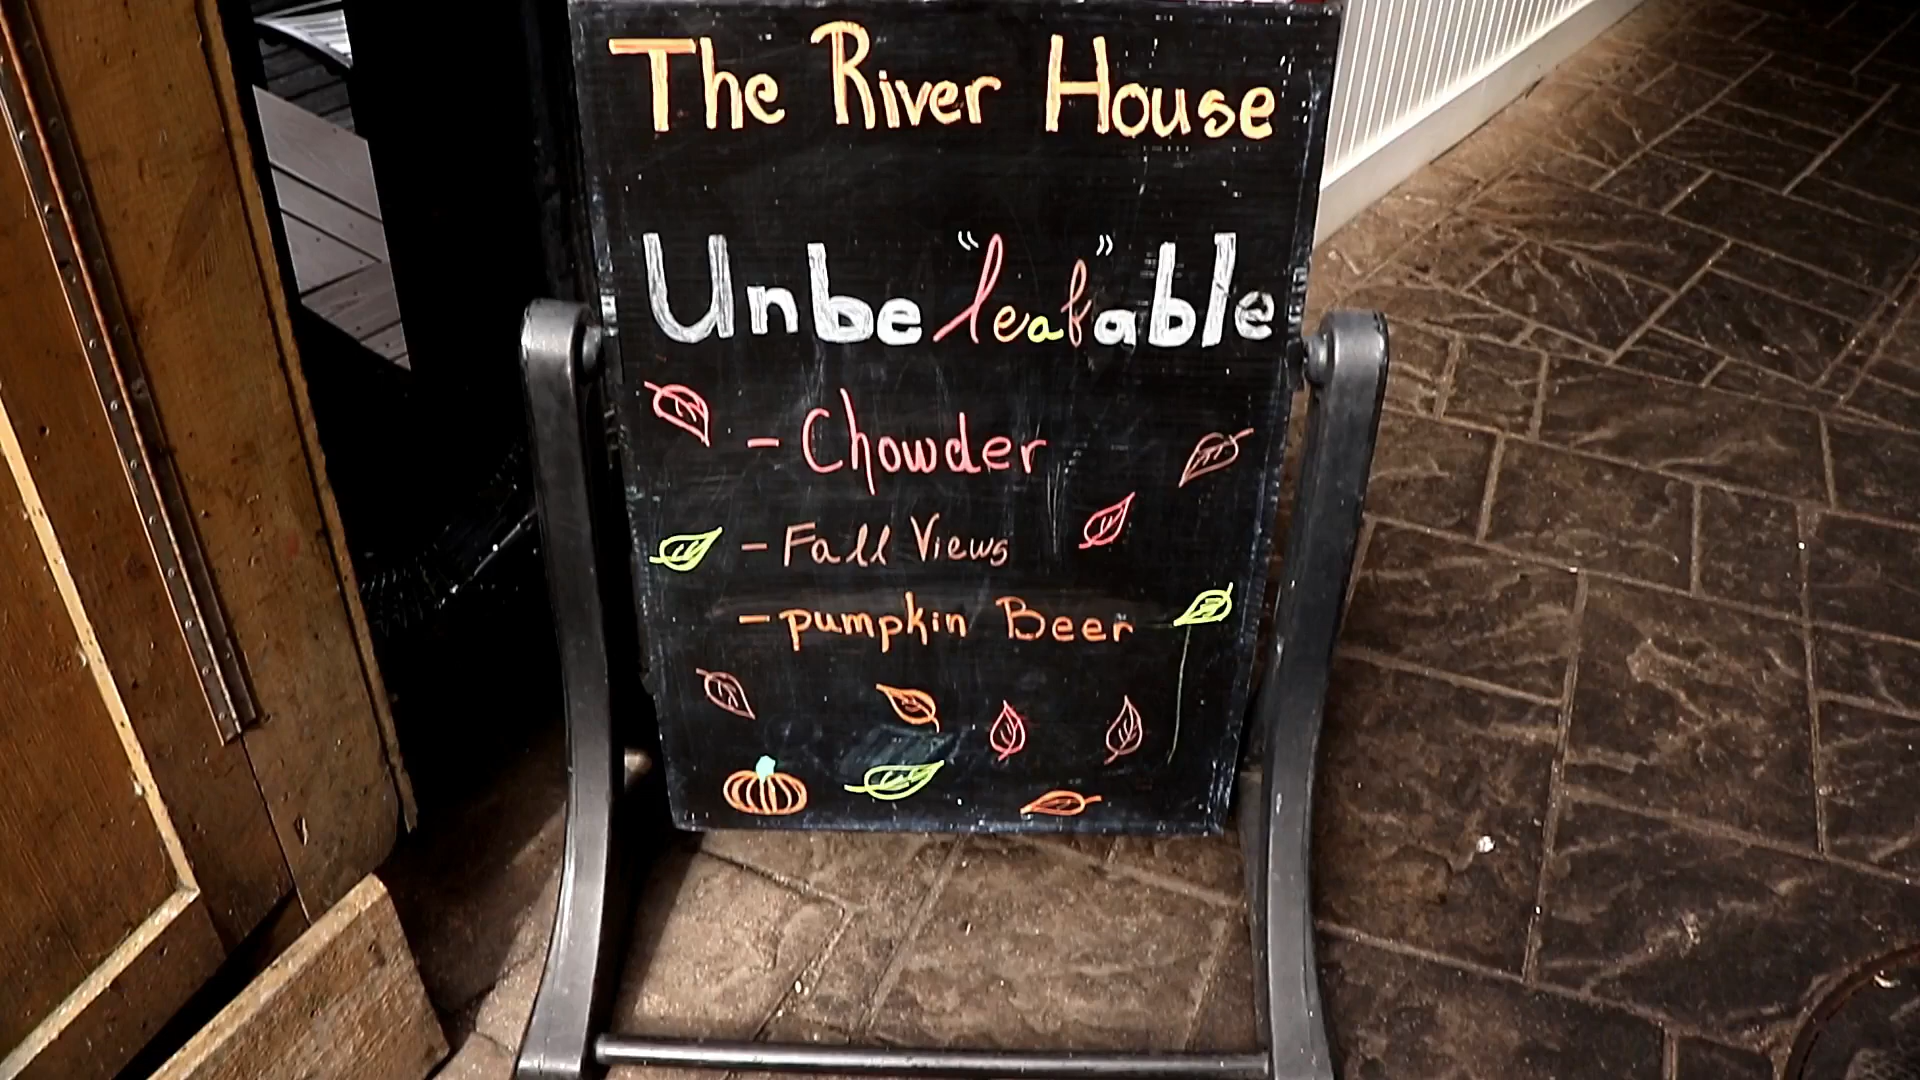 The River House
Unbe "leaf" able
- Chowder
- Fall Views
- pumpkin Beer